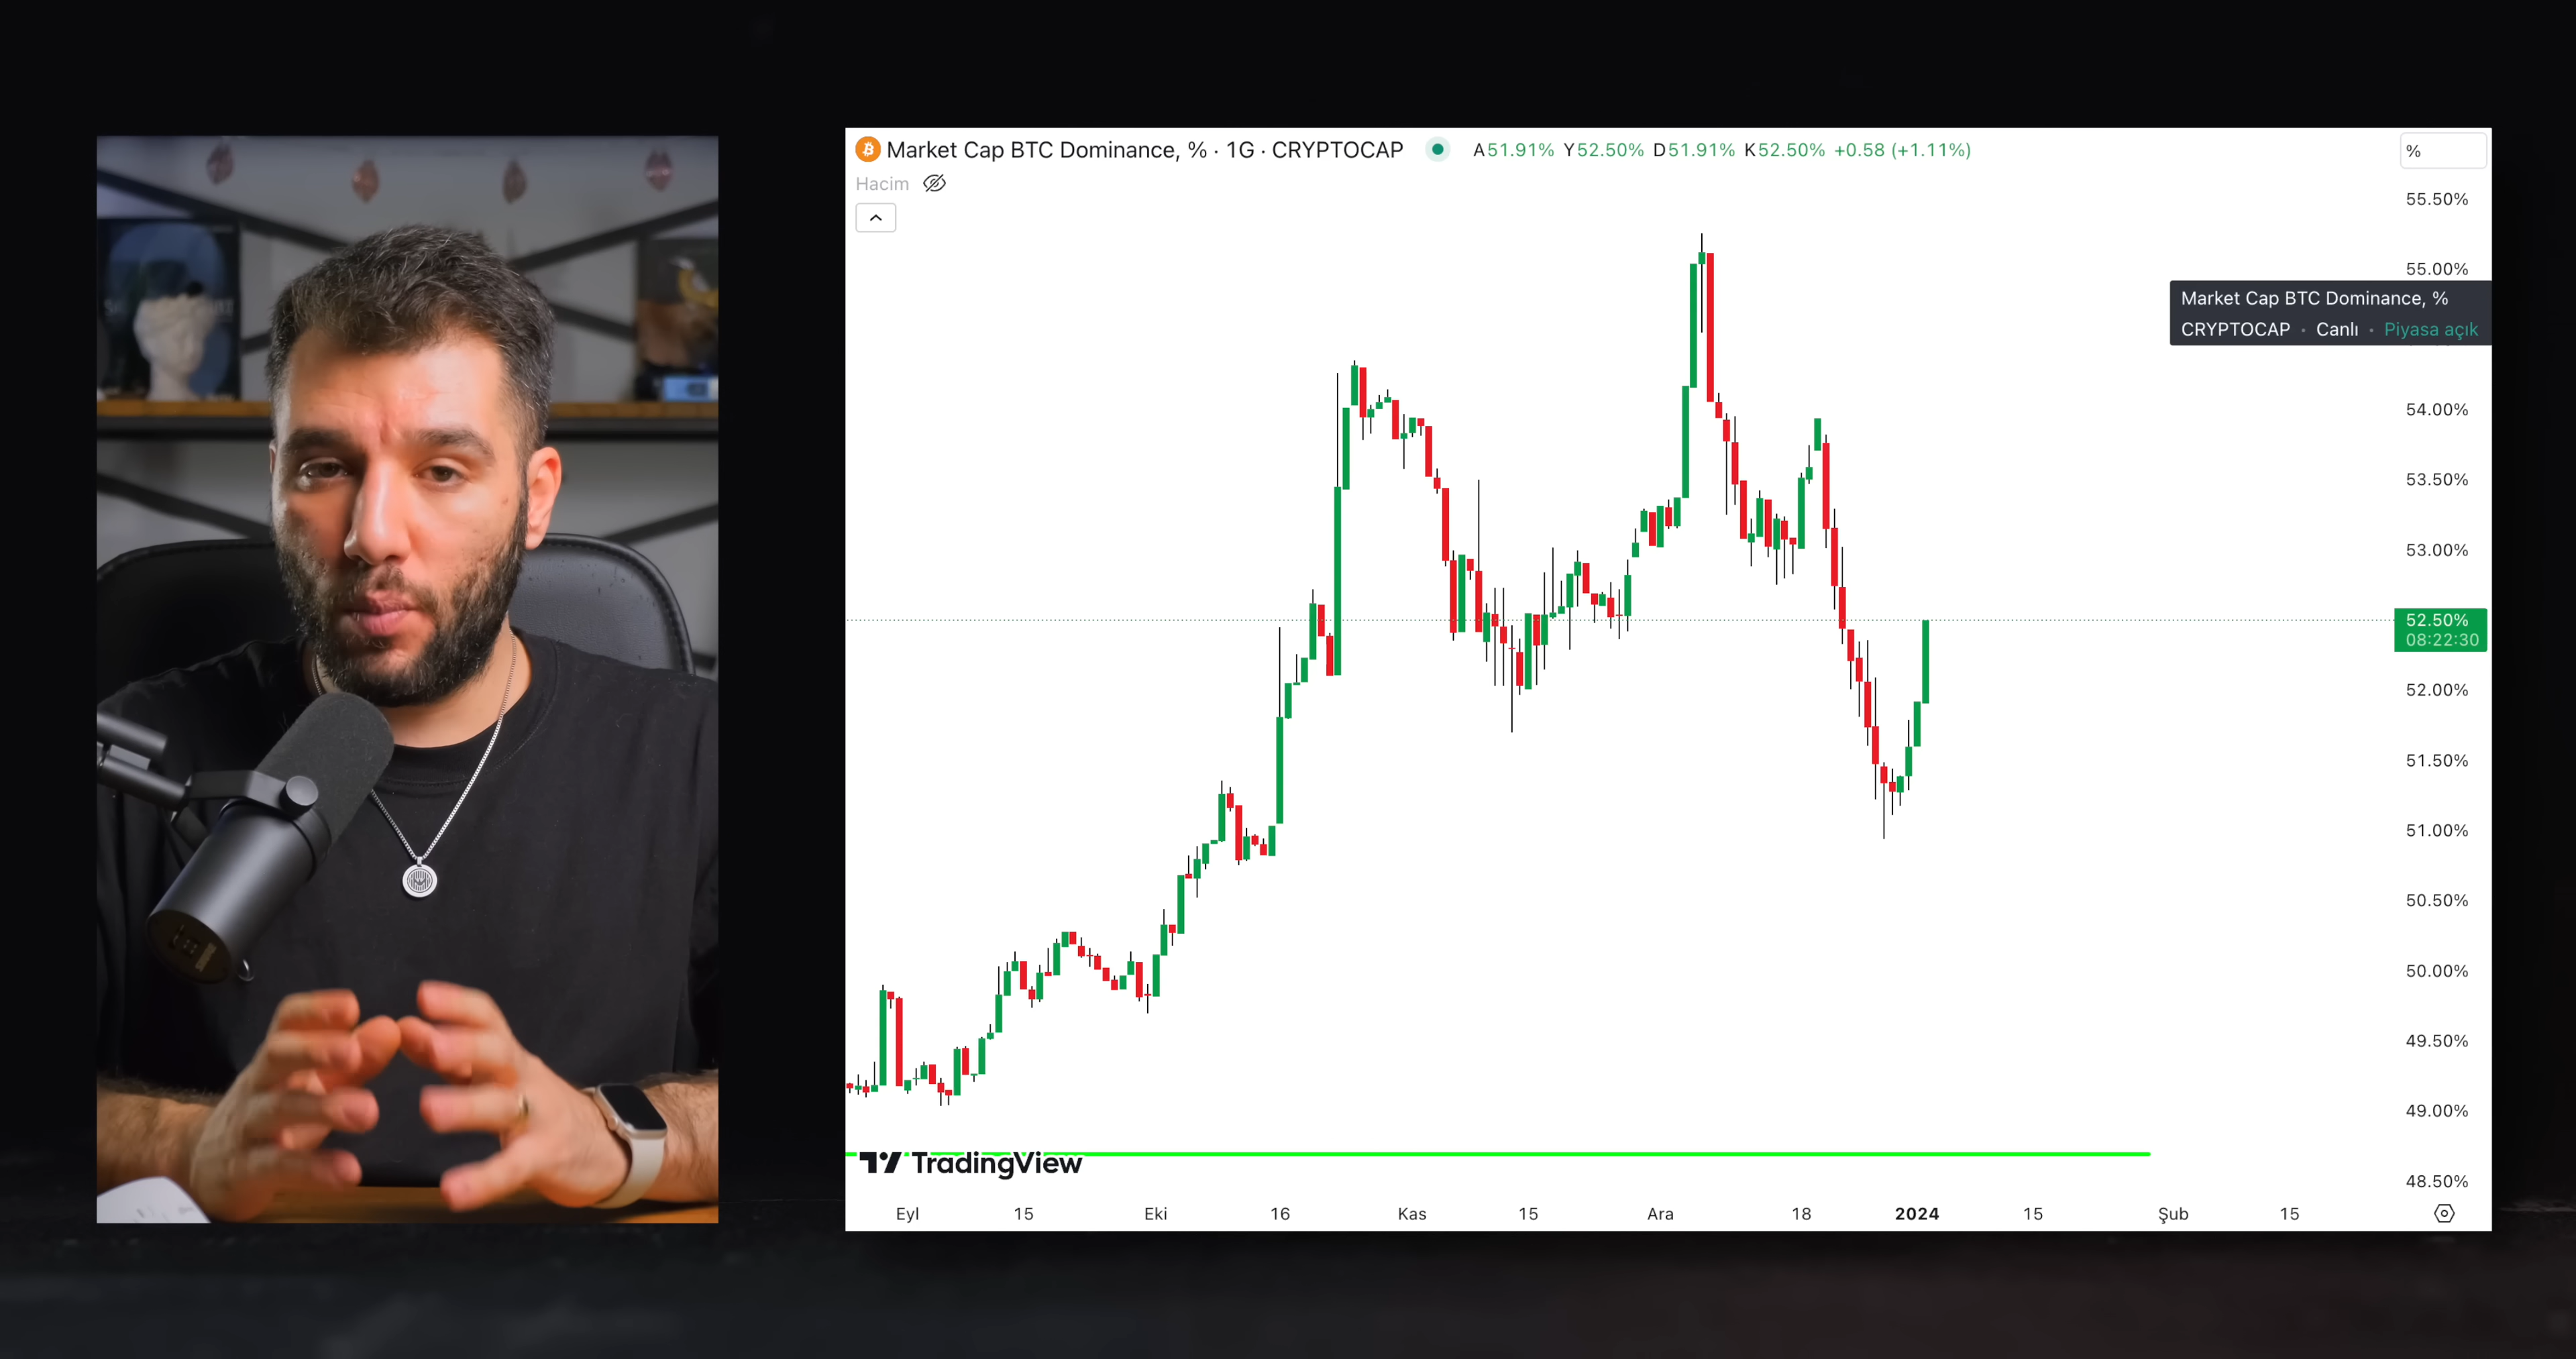 Market Cap BTC Dominance, % · 1G · CRYPTOCAP A51.91% Y52.50% D51.91% K52.50% +0.58 (+1.11%)
%
Hacim
55.50%
55.00%
Market Cap BTC Dominance, %
CRYPTOCAP · Canlı · Piyasa açık
54.00%
53.50%
53.00%
52.50%
08:22:30
52.00%
51.50%
51.00%
50.50%
50.00%
49.50%
49.00%
TradingView
48.50%
Eyl 15 Eki 16 Kas 15 Ara 18 2024 15 Şub 15